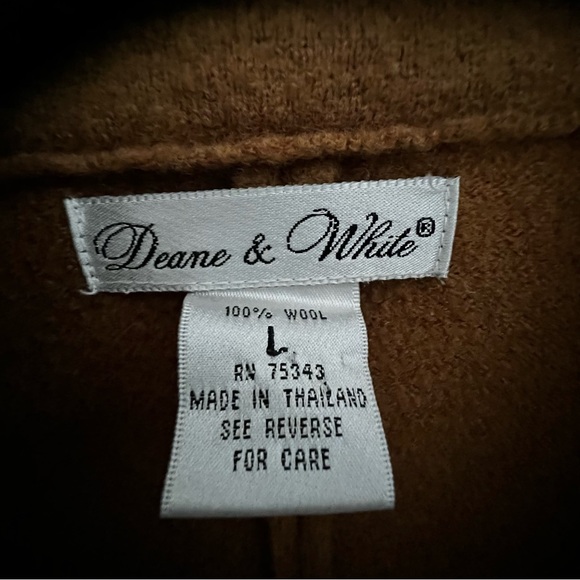 Deane & White®
100% WOOL
L
RN 75343
MADE IN THAILAND
SEE REVERSE
FOR CARE